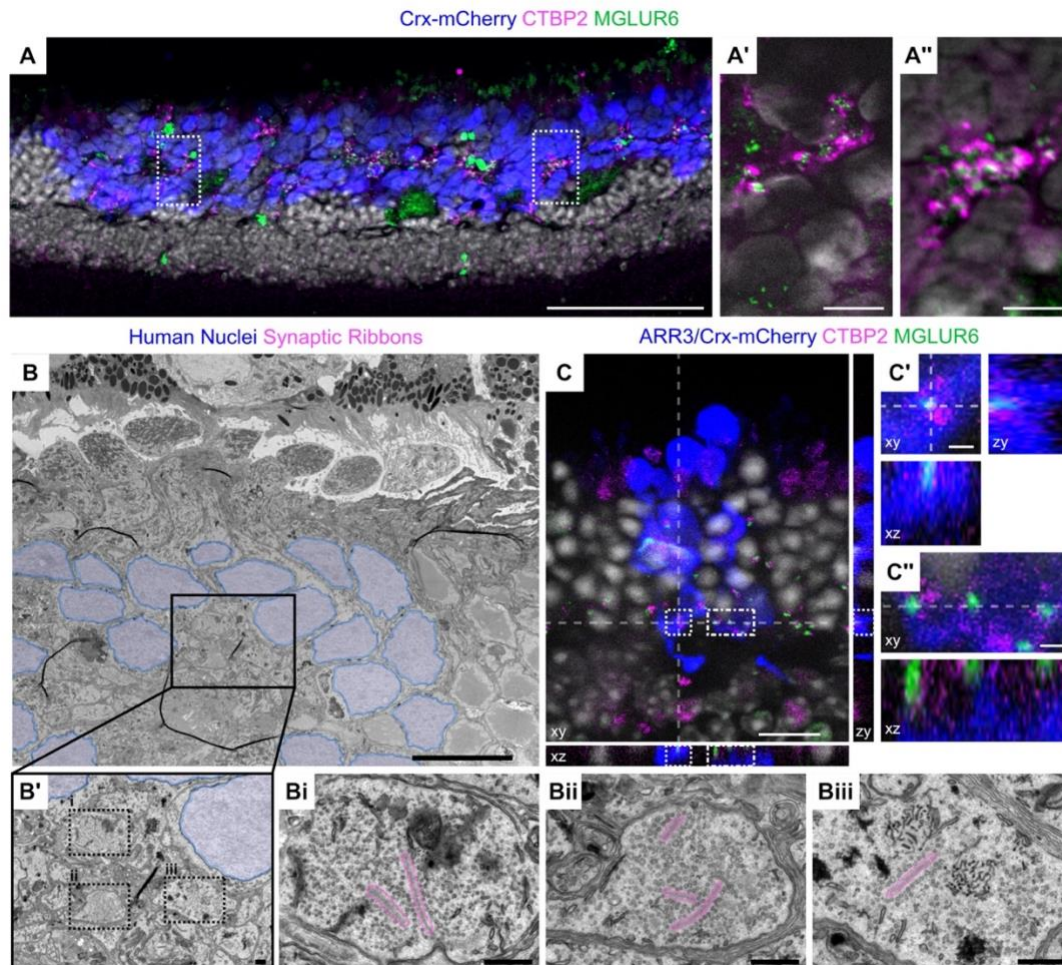 Crx-mCherry CTBP2 MGLUR6
A
A'
A"
Human Nuclei Synaptic Ribbons
ARR3/Crx-mCherry CTBP2 MGLUR6
B
C
xy
zy
xz
C'
xy
zy
xz
C"
xy
xz
B'
i
ii
iii
Bi
Bii
Biii